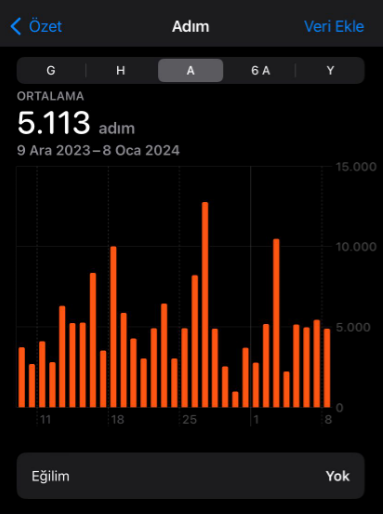 Özet Adım Veri Ekle
G H A 6 A Y
ORTALAMA
5.113 adım
9 Ara 2023–8 Oca 2024
15.000
10.000
5.000
0
11 18 25 1 8
Eğilim Yok